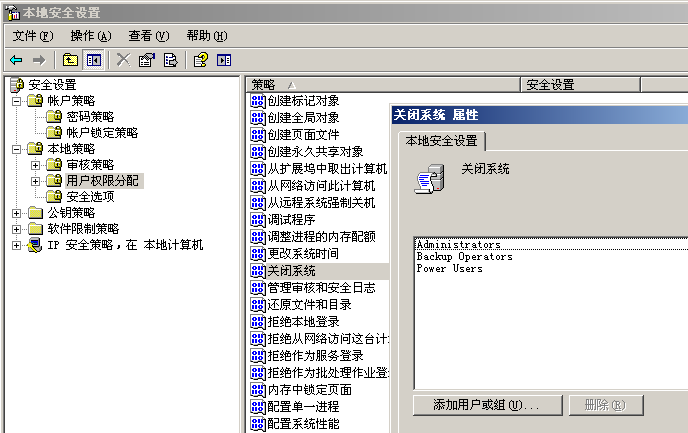 本地安全设置
文件(F) 操作(A) 查看(V) 帮助(H)
安全设置
帐户策略
密码策略
帐户锁定策略
本地策略
审核策略
用户权限分配
安全选项
公钥策略
软件限制策略
IP 安全策略，在 本地计算机
策略 安全设置
创建标记对象
创建全局对象
创建页面文件
创建永久共享对象
从扩展坞中取出计算机
从网络访问此计算机
从远程系统强制关机
调试程序
调整进程的内存配额
更改系统时间
关闭系统
管理审核和安全日志
还原文件和目录
拒绝本地登录
拒绝从网络访问这台计
拒绝作为服务登录
拒绝作为批处理作业登
内存中锁定页面
配置单一进程
配置系统性能
关闭系统 属性
本地安全设置
关闭系统
Administrators
Backup Operators
Power Users
添加用户或组(U)... 删除(R)